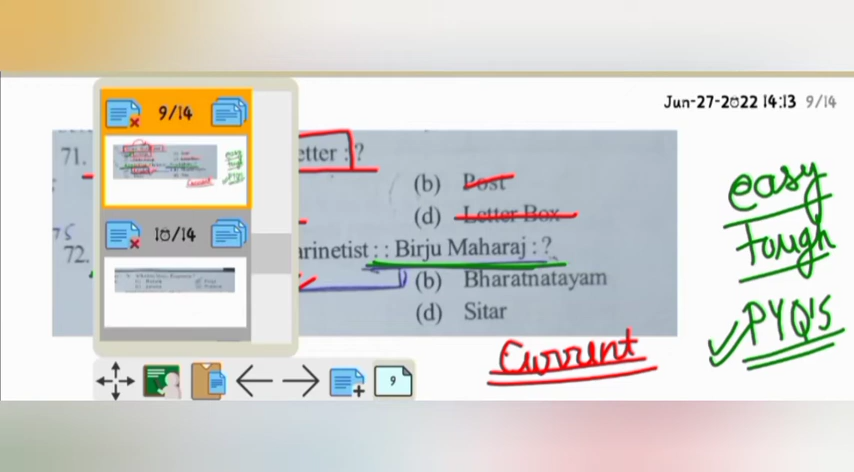 Jun-27-2022 14:13 9/14
9/14
10/14
71.
etter : ?
(b) Post
(d) Letter Box
75
72.
arinetist : : Birju Maharaj : ?
(b) Bharatnatayam
(d) Sitar
Current
easy
Tough
PYQ'S
9